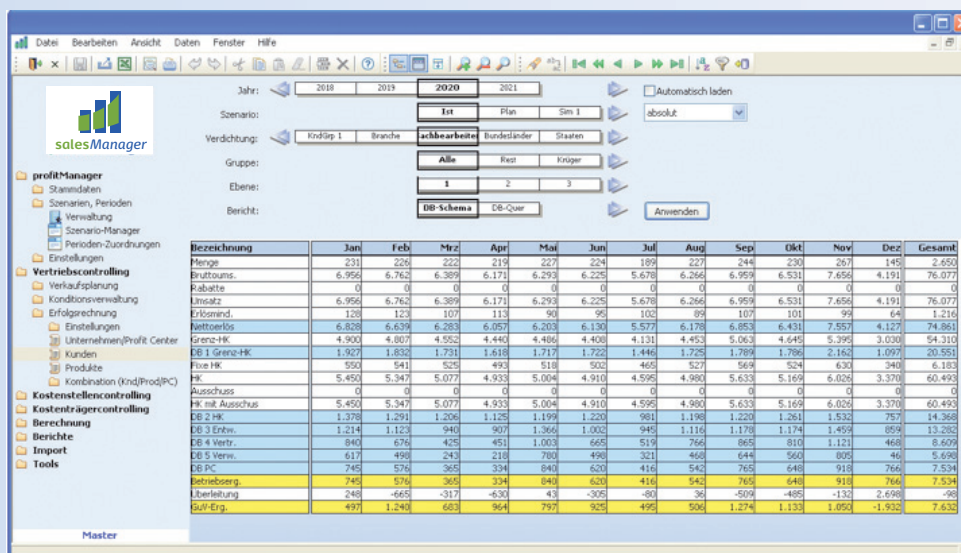 Datei Bearbeiten Ansicht Daten Fenster Hilfe
Jahr: 2018 2019 2020 2021 Automatisch laden
Szenario: Ist Plan Sim 1 absolut
Verdichtung: KndGrp 1 Branche achbearbeiter Bundesländer Staaten
Gruppe: Alle Rest Krüger
Ebene: 1 2 3
Bericht: DB-Schema DB-Quer Anwenden
salesManager
profitManager
Stammdaten
Szenarien, Perioden
Verwaltung
Szenario-Manager
Perioden-Zuordnungen
Einstellungen
Vertriebscontrolling
Verkaufsplanung
Konditionsverwaltung
Erfolgsrechnung
Einstellungen
Unternehmen/Profit Center
Kunden
Produkte
Kombination (Knd/Prod/PC)
Kostenstellencontrolling
Kostenträgercontrolling
Berechnung
Berichte
Import
Tools
Master
Bezeichnung Jan Feb Mrz Apr Mai Jun Jul Aug Sep Okt Nov Dez Gesamt
Menge 231 226 222 219 227 224 189 227 244 230 267 145 2.650
Bruttoums. 6.956 6.762 6.389 6.171 6.293 6.225 5.678 6.266 6.959 6.531 7.656 4.191 76.077
Rabatte 0 0 0 0 0 0 0 0 0 0 0 0 0
Umsatz 6.956 6.762 6.389 6.171 6.293 6.225 5.678 6.266 6.959 6.531 7.656 4.191 76.077
Erlösmind. 128 123 107 113 90 95 102 89 107 101 99 64 1.216
Nettoerlös 6.828 6.639 6.283 6.057 6.203 6.130 5.577 6.178 6.853 6.431 7.557 4.127 74.861
Grenz-HK 4.900 4.807 4.552 4.440 4.486 4.408 4.131 4.453 5.063 4.645 5.395 3.030 54.310
DB 1 Grenz-HK 1.927 1.832 1.731 1.618 1.717 1.722 1.446 1.725 1.789 1.786 2.162 1.097 20.551
Fixe HK 550 541 525 493 518 502 465 527 569 524 630 340 6.183
HK 5.450 5.347 5.077 4.933 5.004 4.910 4.595 4.980 5.633 5.169 6.026 3.370 60.493
Ausschuss 0 0 0 0 0 0 0 0 0 0 0 0 0
HK mit Ausschus 5.450 5.347 5.077 4.933 5.004 4.910 4.595 4.980 5.633 5.169 6.026 3.370 60.493
DB 2 HK 1.378 1.291 1.206 1.125 1.199 1.220 981 1.198 1.220 1.261 1.532 757 14.368
DB 3 Entw. 1.214 1.123 940 907 1.366 1.002 945 1.116 1.178 1.174 1.459 859 13.282
DB 4 Vertr. 840 676 425 451 1.003 665 519 766 865 810 1.121 468 8.609
DB 5 Verw. 617 498 243 218 780 498 321 468 644 560 805 46 5.698
DB PC 745 576 365 334 840 620 416 542 765 648 918 766 7.534
Betriebserg. 745 576 365 334 840 620 416 542 765 648 918 766 7.534
Überleitung 248 -665 -317 -630 43 -305 -80 36 -509 -485 -132 2.698 -98
GuV-Erg. 497 1.240 683 964 797 925 495 506 1.274 1.133 1.050 -1.932 7.632